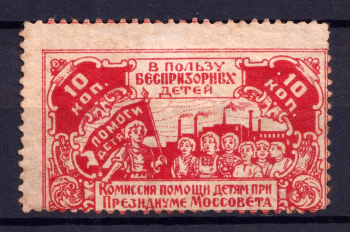 В ПОЛЬЗУ
БЕСПРИЗОРНЫХ
ДЕТЕЙ
10
КОП.
10
КОП.
ПОМОГИ
ДЕТЯМ
КОМИССИЯ ПОМОЩИ ДЕТЯМ ПРИ
ПРЕЗИДИУМЕ МОССОВЕТА